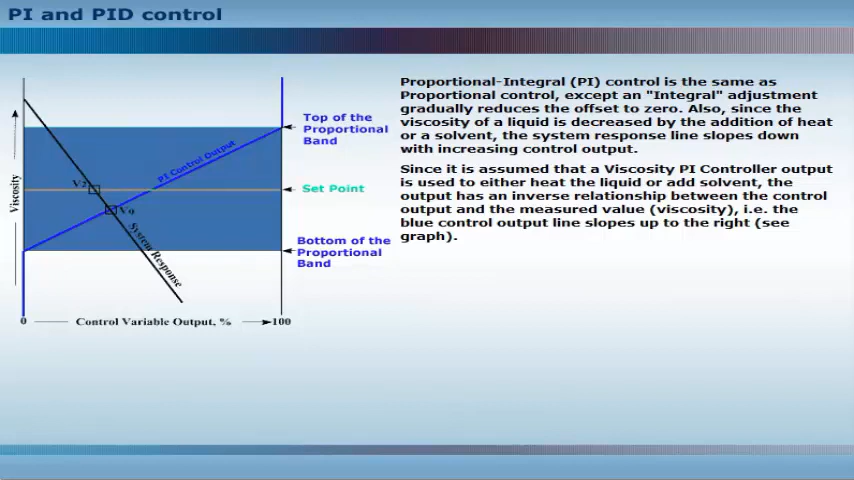 PI and PID control
Proportional-Integral (PI) control is the same as
Proportional control, except an "Integral" adjustment
gradually reduces the offset to zero. Also, since the
viscosity of a liquid is decreased by the addition of heat
or a solvent, the system response line slopes down
with increasing control output.
Since it is assumed that a Viscosity PI Controller output
is used to either heat the liquid or add solvent, the
output has an inverse relationship between the control
output and the measured value (viscosity), i.e. the
blue control output line slopes up to the right (see
graph).
Top of the
Proportional
Band
PI Control Output
Set Point
Viscosity
System Response
Bottom of the
Proportional
Band
0
Control Variable Output, %
100